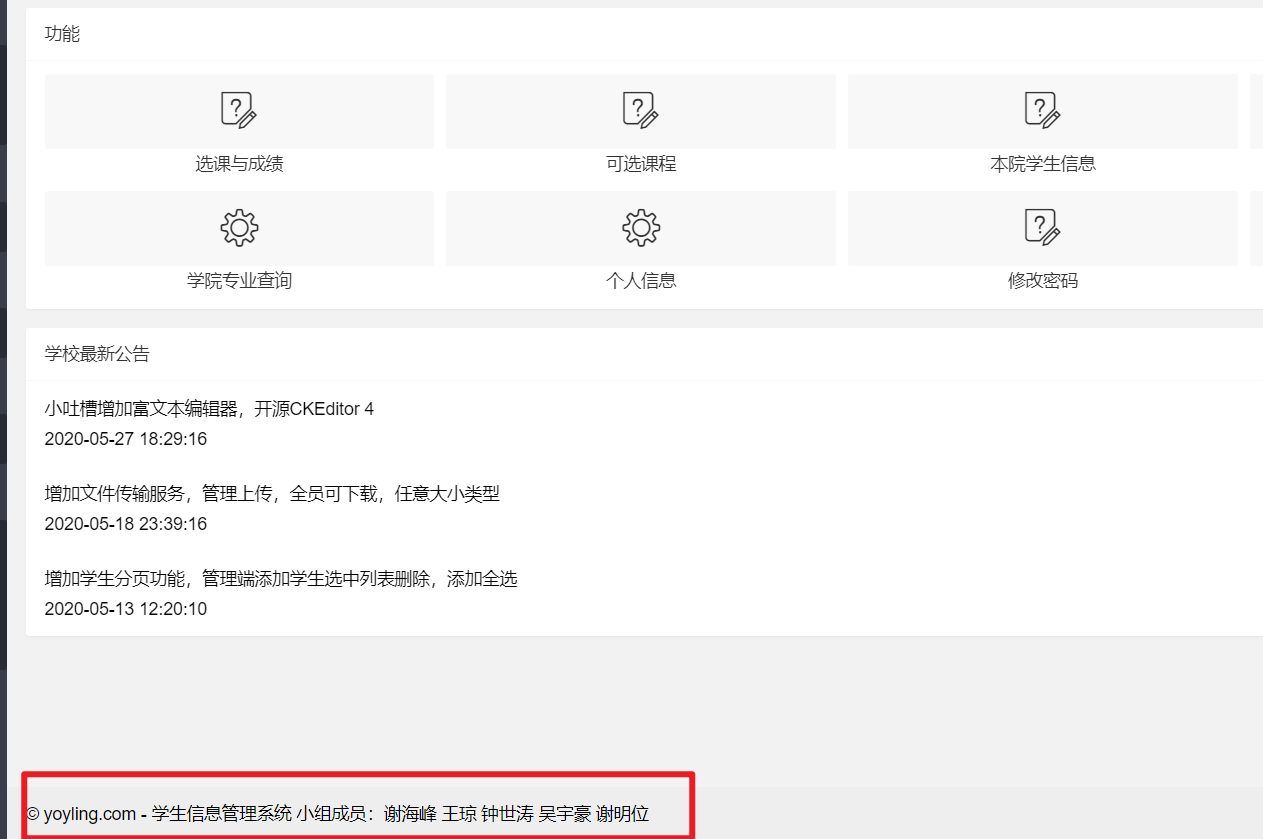 功能
选课与成绩 可选课程 本院学生信息
学院专业查询 个人信息 修改密码
学校最新公告
小吐槽增加富文本编辑器，开源CKEditor 4
2020-05-27 18:29:16
增加文件传输服务，管理上传，全员可下载，任意大小类型
2020-05-18 23:39:16
增加学生分页功能，管理端添加学生选中列表删除，添加全选
2020-05-13 12:20:10
© yoyling.com - 学生信息管理系统 小组成员：谢海峰 王琼 钟世涛 吴宇豪 谢明位